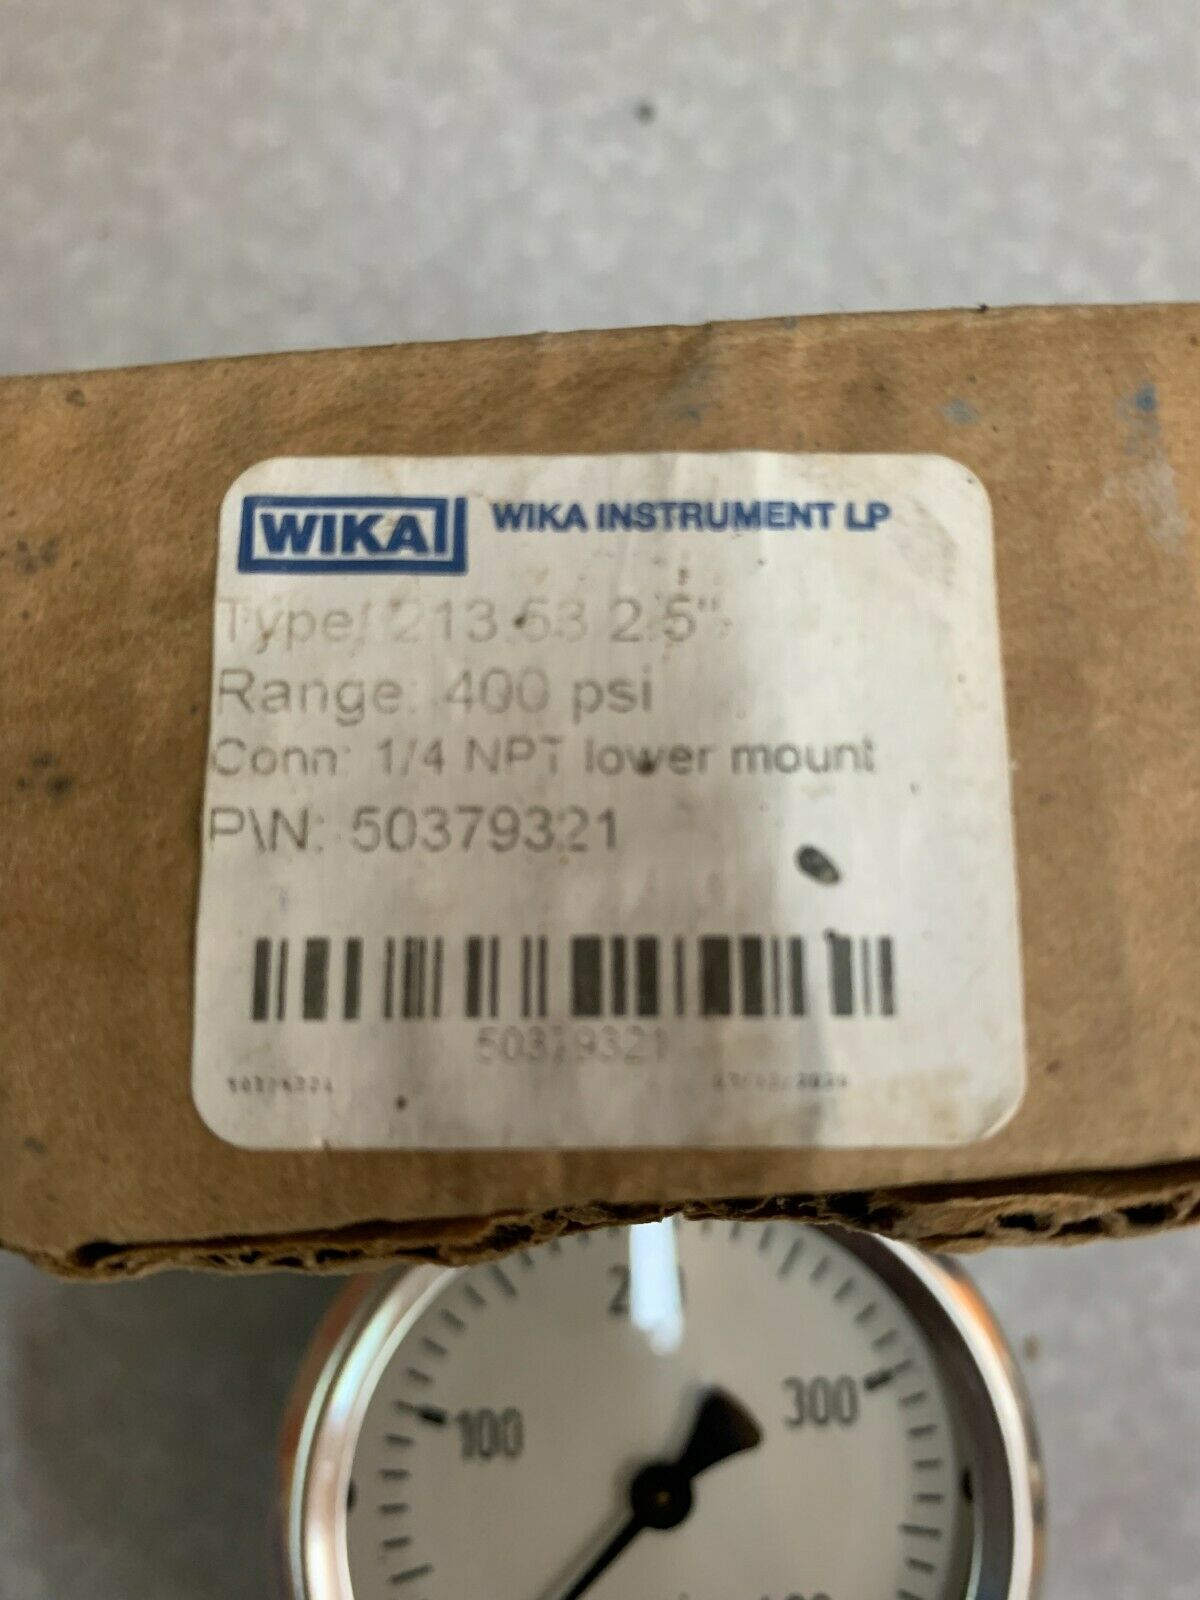 WIKA WIKA INSTRUMENT LP
Type: 213.53 2.5"
Range: 400 psi
Conn: 1/4 NPT lower mount
P\N: 50379321
50379321
100
300